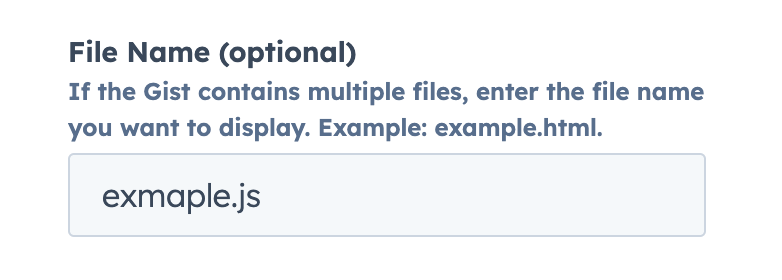 File Name (optional)
If the Gist contains multiple files, enter the file name
you want to display. Example: example.html.
exmaple.js